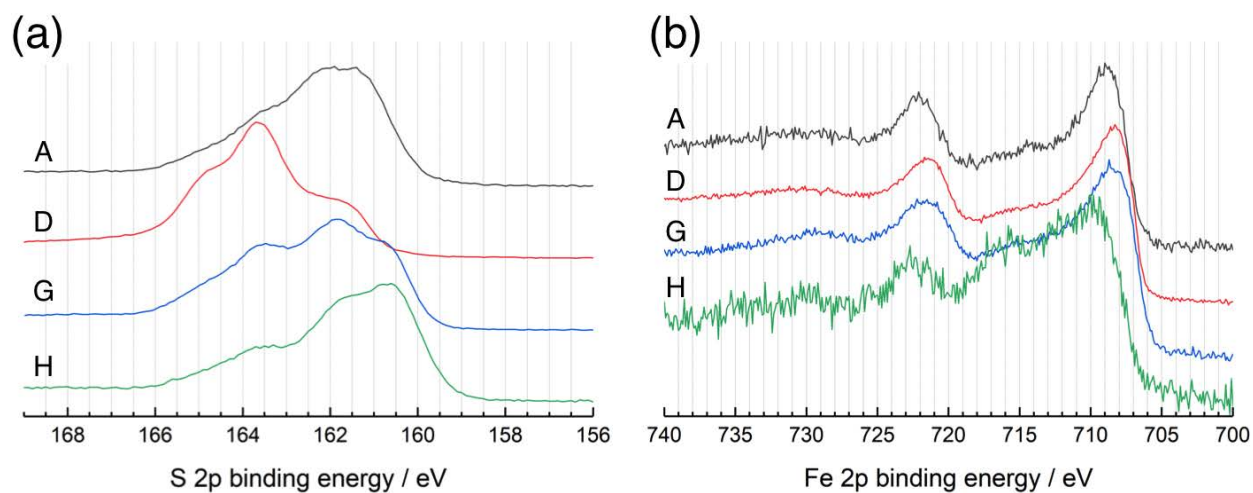 (a)
A
D
G
H
168 166 164 162 160 158 156
S 2p binding energy / eV
(b)
A
D
G
H
740 735 730 725 720 715 710 705 700
Fe 2p binding energy / eV